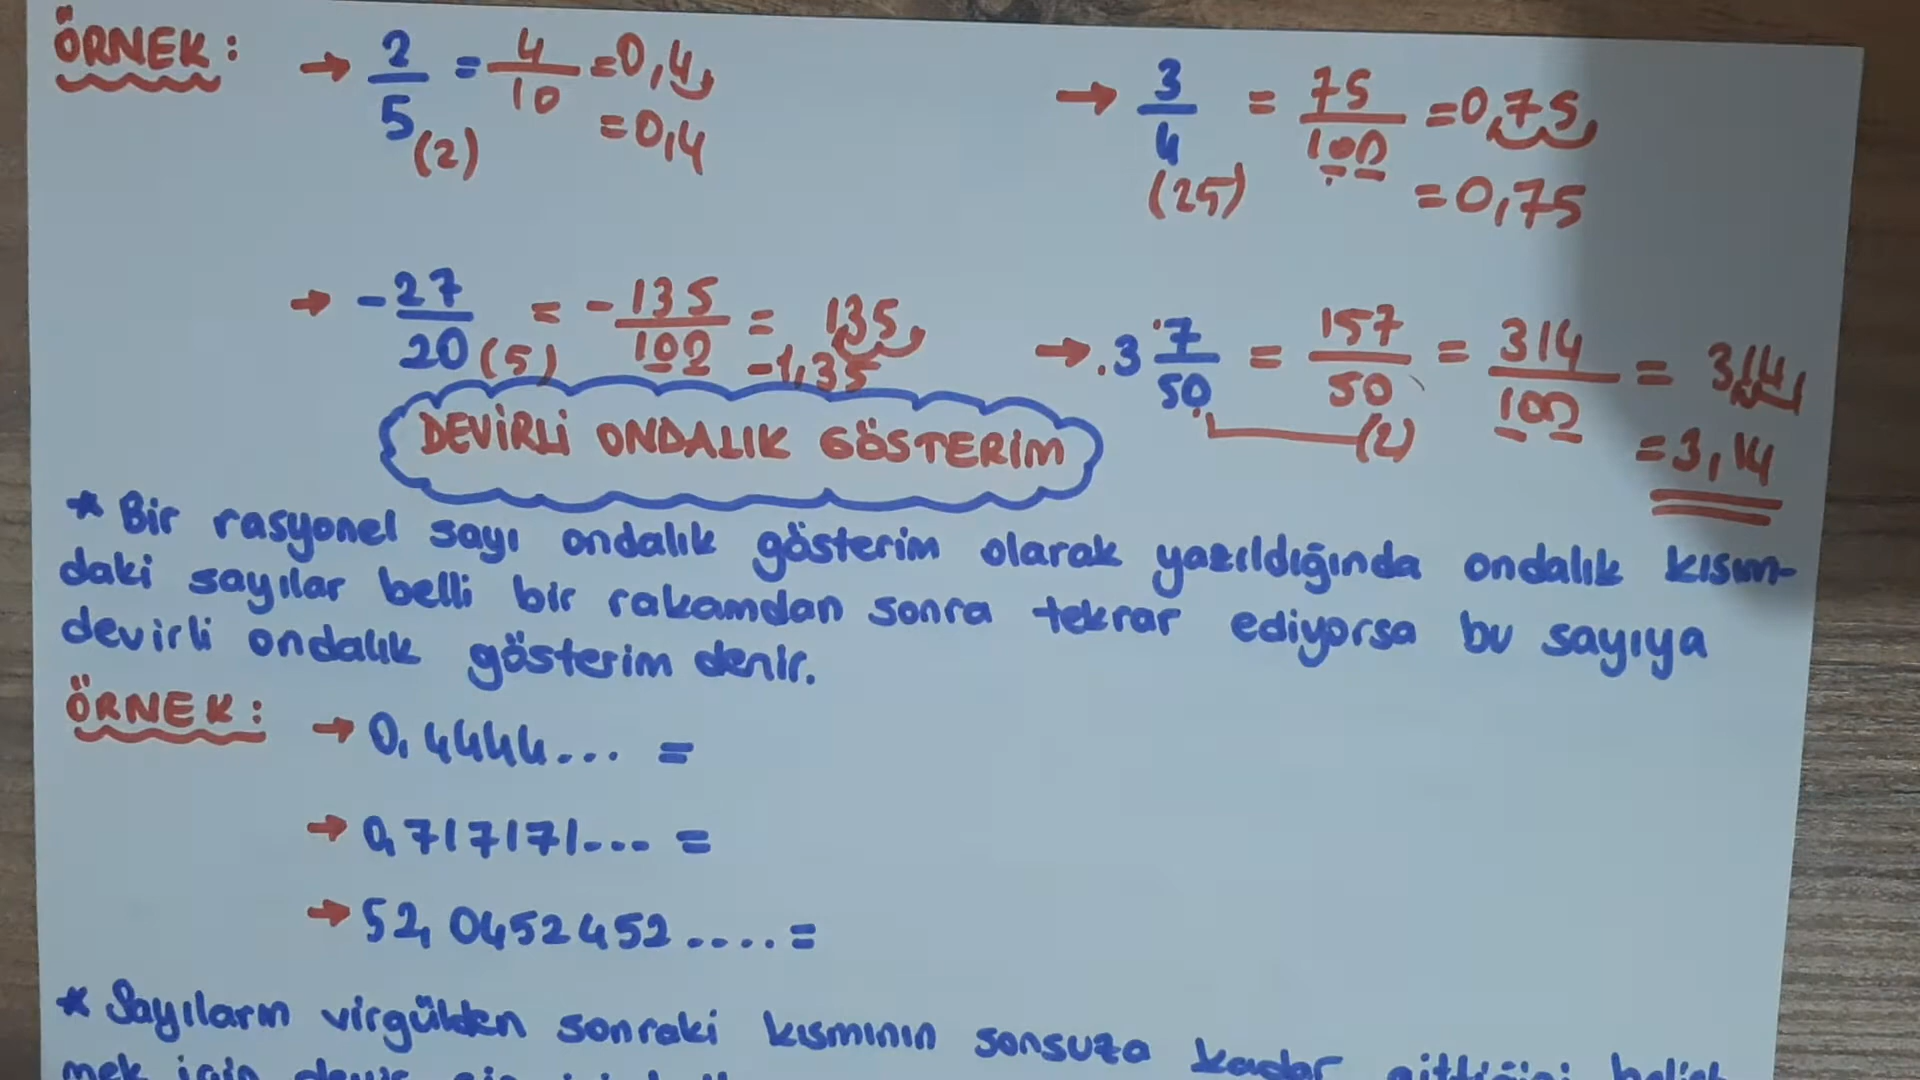 ÖRNEK: → 2/5 (2) = 4/10 = 0,4 = 0,4
→ 3/4 (25) = 75/100 = 0,75 = 0,75
→ -27/20 (5) = -135/100 = 135 -1,35
→ 3 7/50 = 157/50 (2) = 314/100 = 314 = 3,14
DEVİRLİ ONDALIK GÖSTERİM
* Bir rasyonel sayı ondalık gösterim olarak yazıldığında ondalık kısım-
daki sayılar belli bir rakamdan sonra tekrar ediyorsa bu sayıya
devirli ondalık gösterim denir.
ÖRNEK: → 0,4444... =
→ 0,717171... =
→ 52,0452452.... =
* Sayıların virgülden sonraki kısmının sonsuza kadar gittiğini
mek için